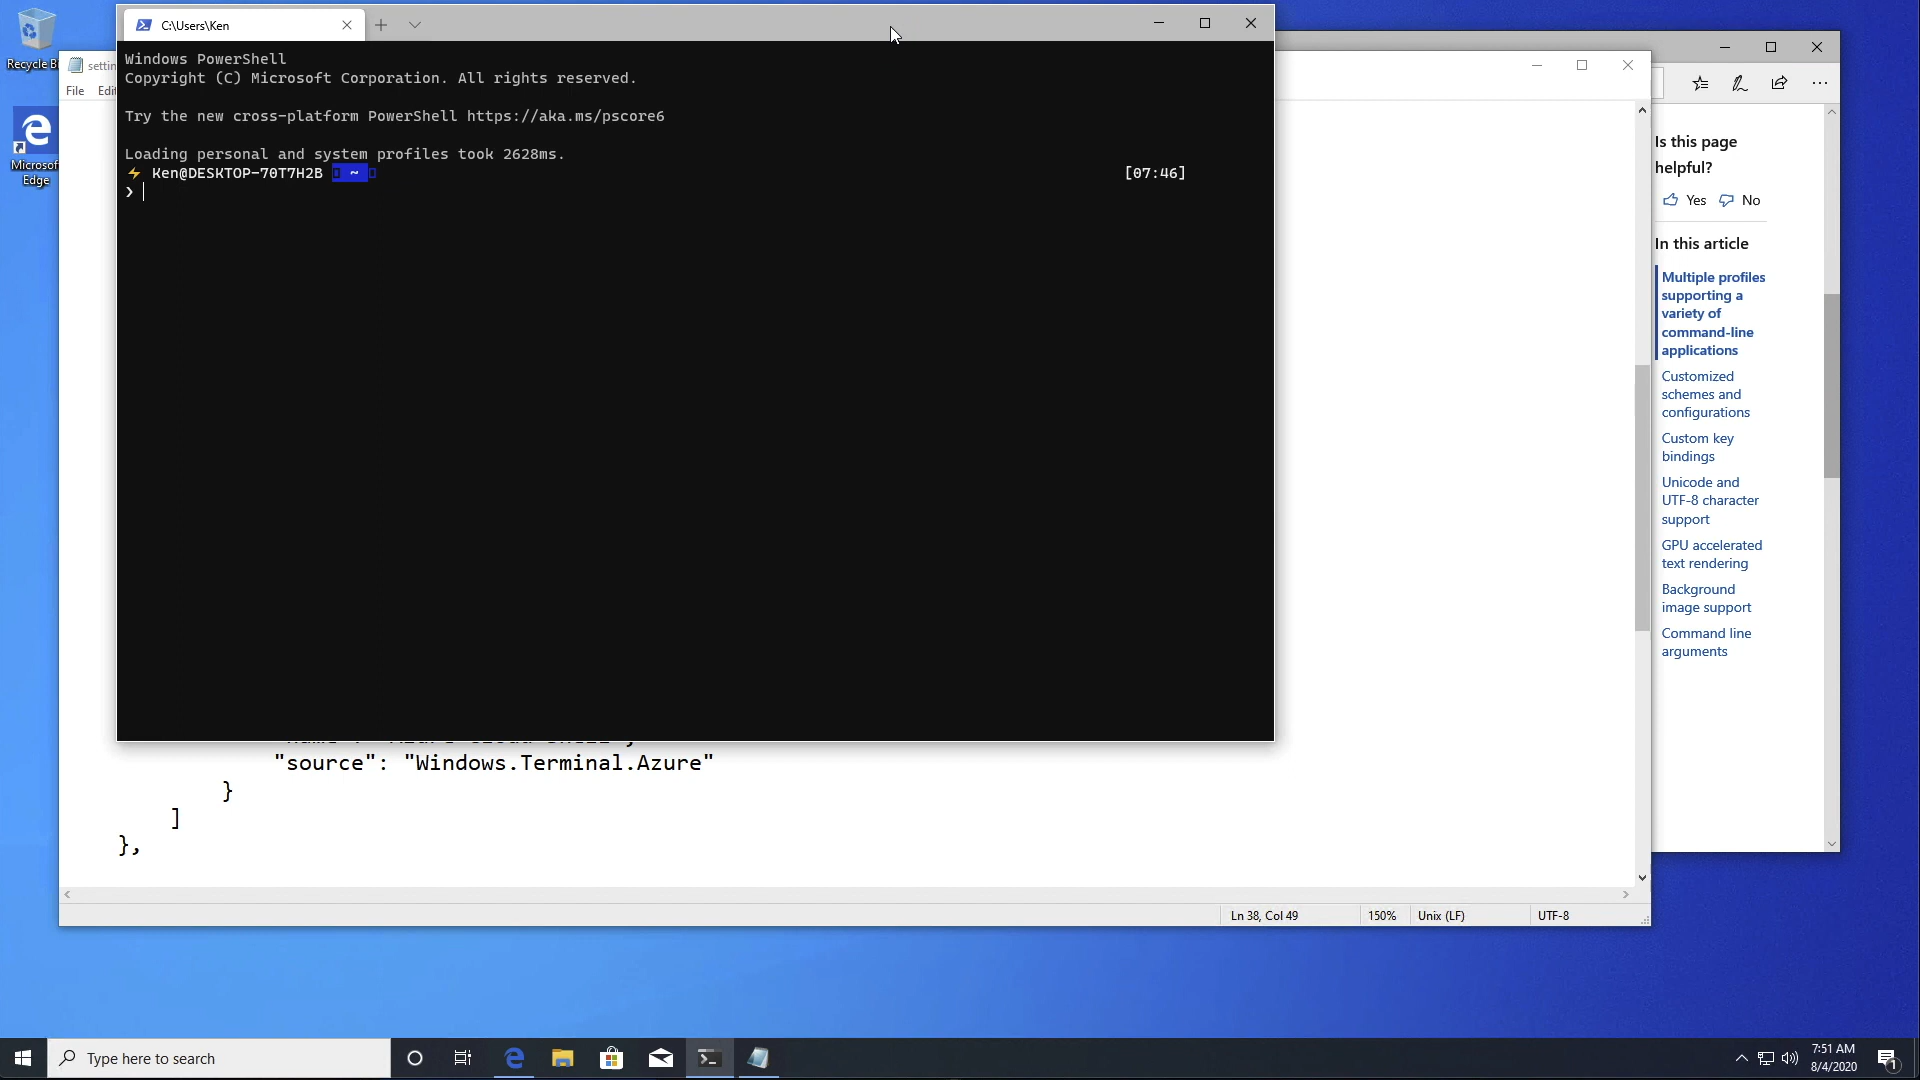 Recycle B
Microsof
Edge
C:\Users\Ken
Windows PowerShell
Copyright (C) Microsoft Corporation. All rights reserved.
Try the new cross-platform PowerShell https://aka.ms/pscore6
Loading personal and system profiles took 2628ms.
⚡ Ken@DESKTOP-70T7H2B ~ [07:46]
❯
settin
File Edi
"source": "Windows.Terminal.Azure"
}
]
},
Ln 38, Col 49 150% Unix (LF) UTF-8
Is this page
helpful?
Yes No
In this article
Multiple profiles
supporting a
variety of
command-line
applications
Customized
schemes and
configurations
Custom key
bindings
Unicode and
UTF-8 character
support
GPU accelerated
text rendering
Background
image support
Command line
arguments
Type here to search
7:51 AM
8/4/2020
1